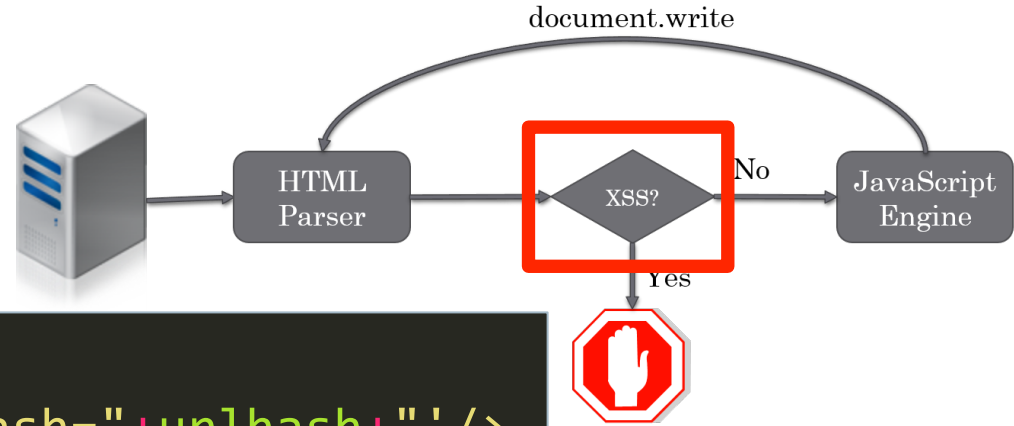 document.write
HTML
Parser
XSS?
No
JavaScript
Engine
Yes